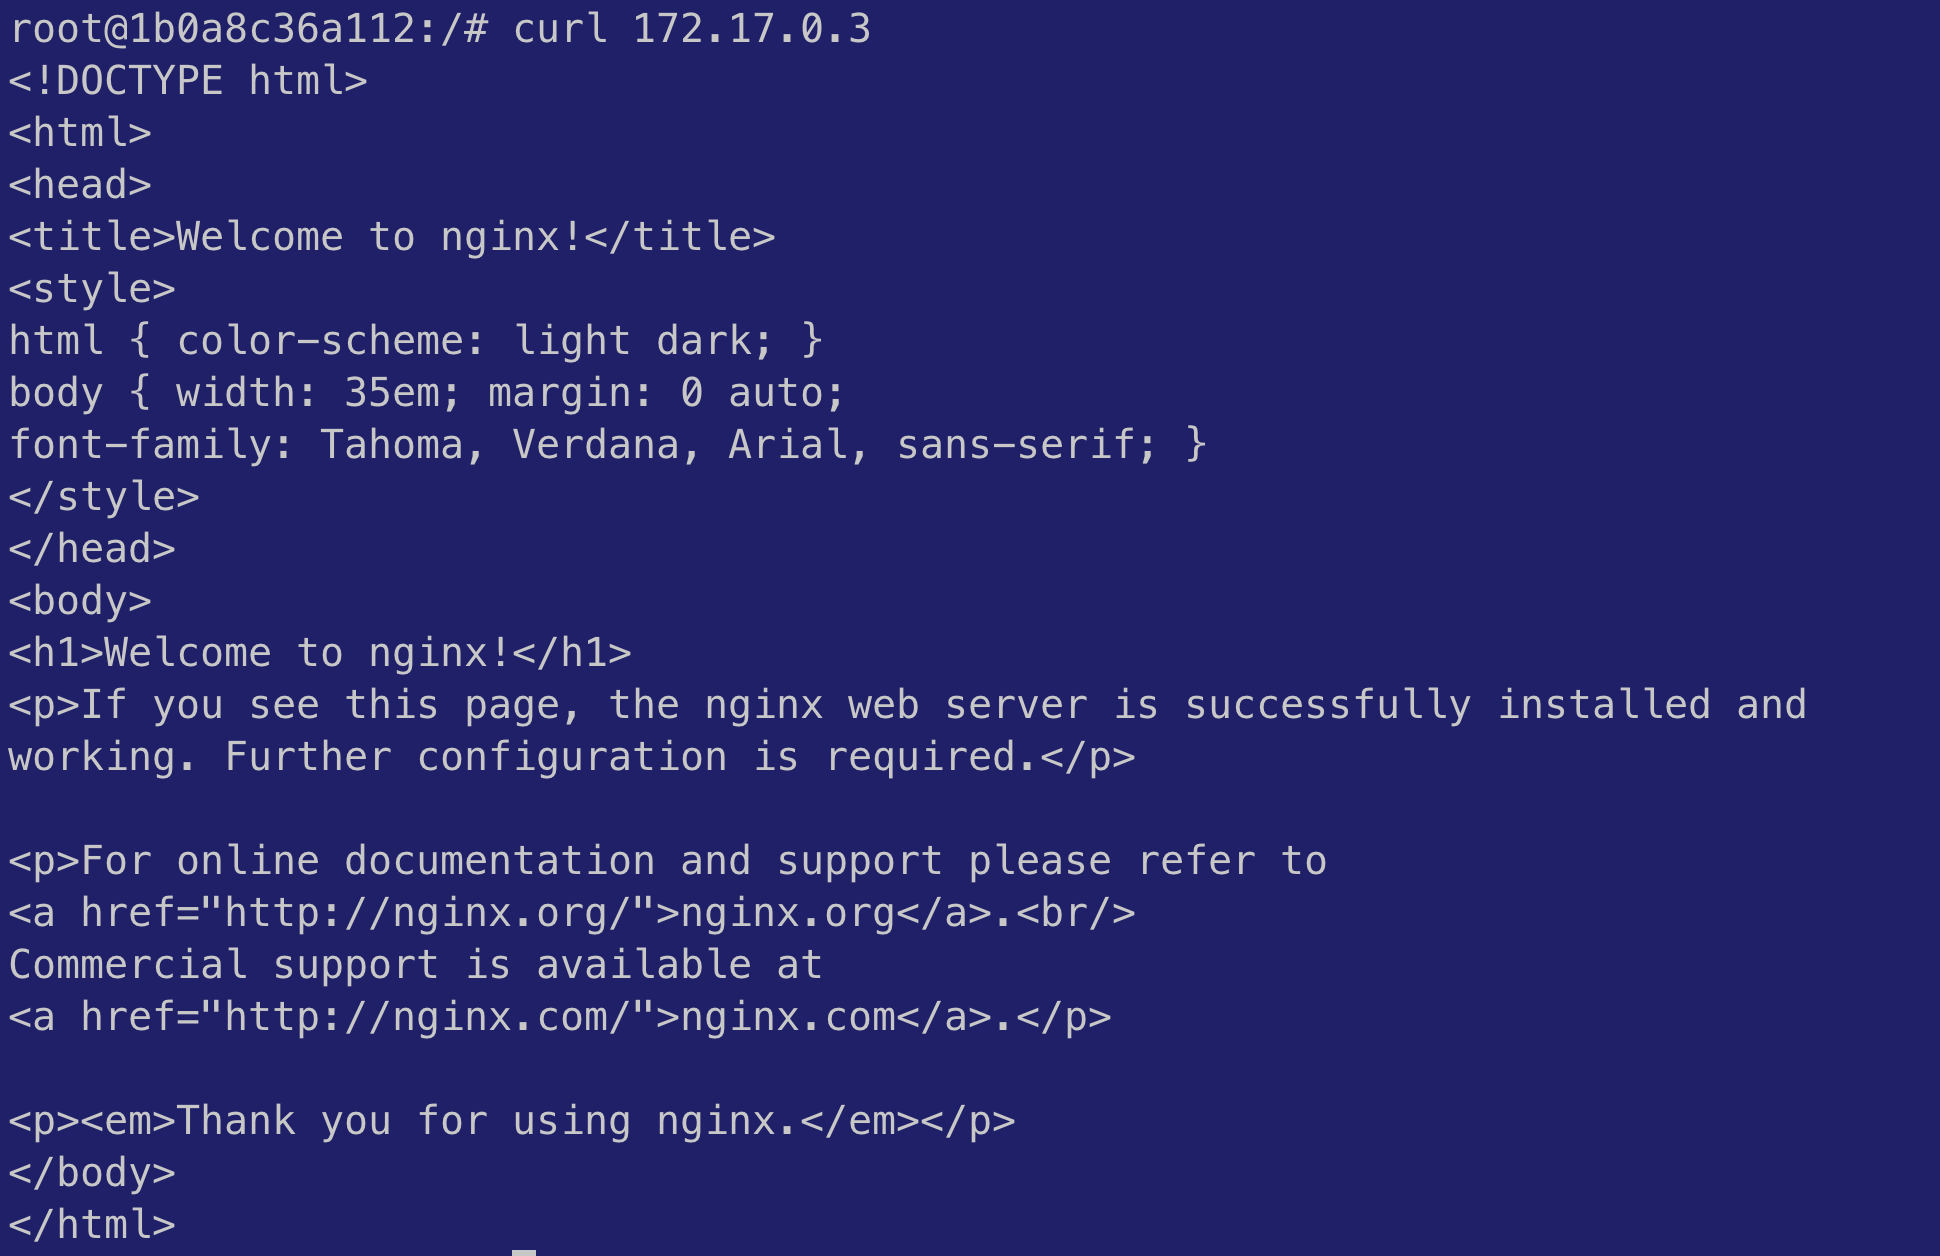 root@1b0a8c36a112:/# curl 172.17.0.3
<!DOCTYPE html>
<html>
<head>
<title>Welcome to nginx!</title>
<style>
html { color-scheme: light dark; }
body { width: 35em; margin: 0 auto;
font-family: Tahoma, Verdana, Arial, sans-serif; }
</style>
</head>
<body>
<h1>Welcome to nginx!</h1>
<p>If you see this page, the nginx web server is successfully installed and
working. Further configuration is required.</p>

<p>For online documentation and support please refer to
<a href="http://nginx.org/">nginx.org</a>.<br/>
Commercial support is available at
<a href="http://nginx.com/">nginx.com</a>.</p>

<p><em>Thank you for using nginx.</em></p>
</body>
</html>